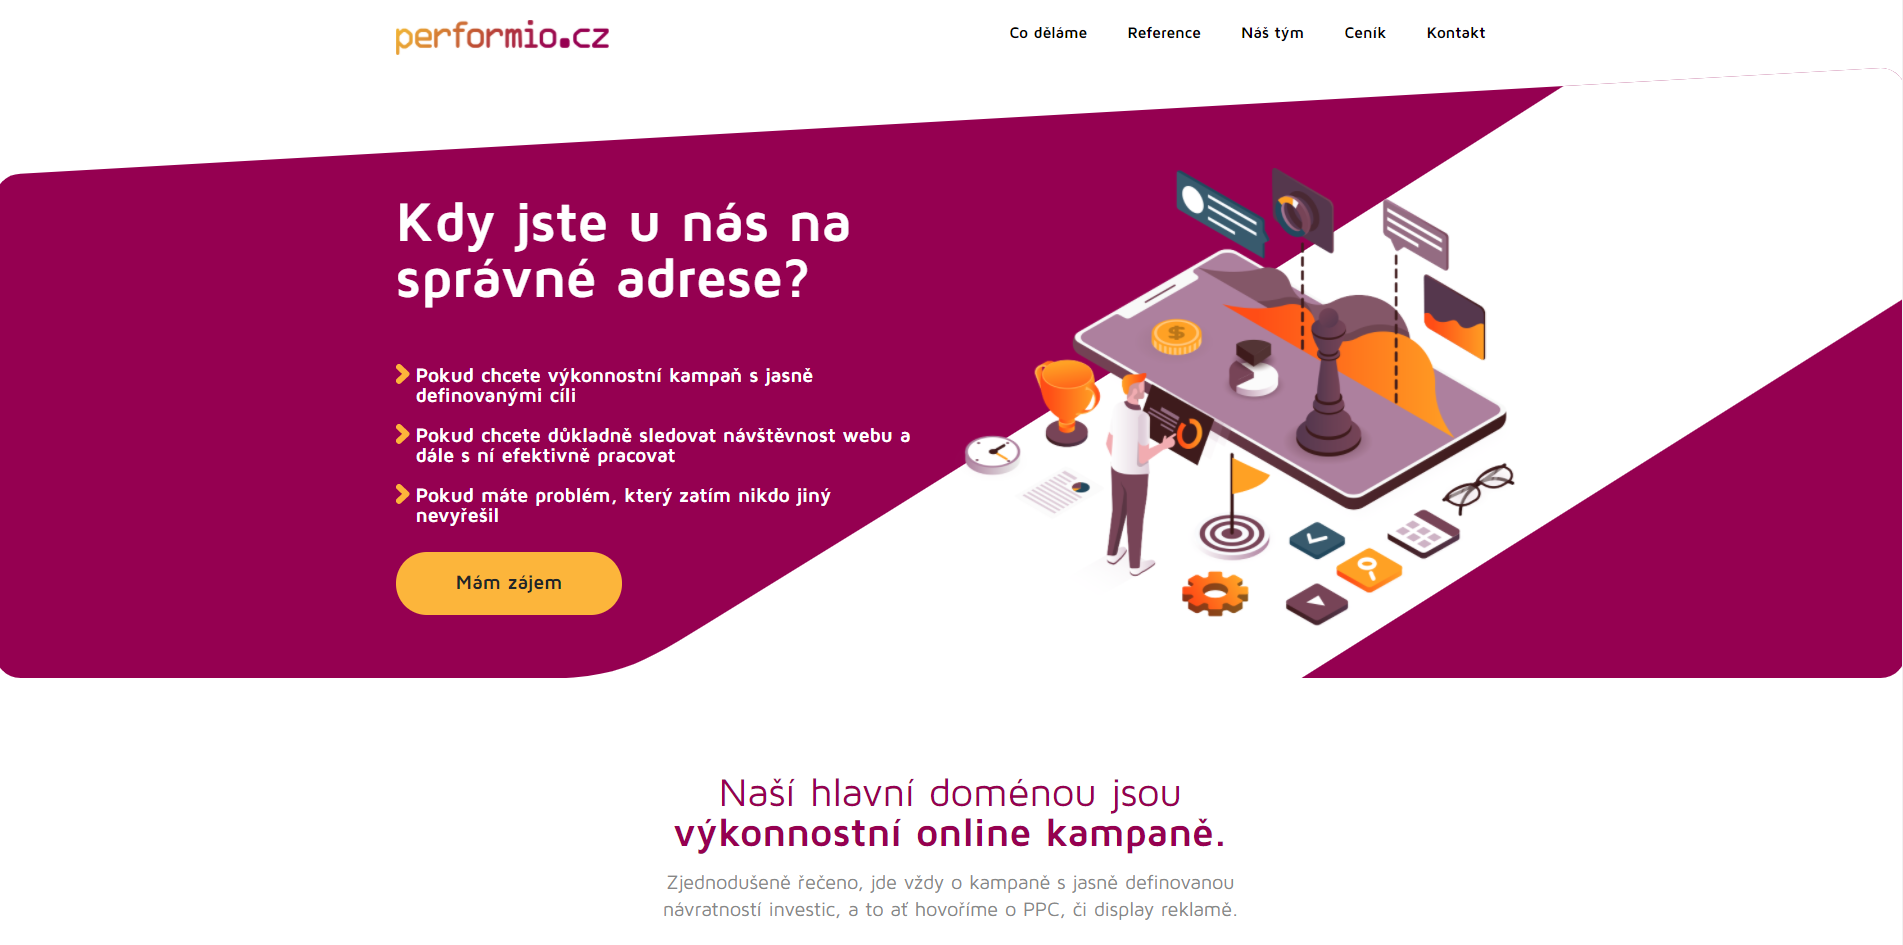 performio.cz
Co děláme
Reference
Náš tým
Ceník
Kontakt
Kdy jste u nás na
správné adrese?
Pokud chcete výkonnostní kampaň s jasně
definovanými cíli
Pokud chcete důkladně sledovat návštěvnost webu a
dále s ní efektivně pracovat
Pokud máte problém, který zatím nikdo jiný
nevyřešil
Mám zájem
$
Naší hlavní doménou jsou
výkonnostní online kampaně.
Zjednodušeně řečeno, jde vždy o kampaně s jasně definovanou
návratností investic, a to ať hovoříme o PPC, či display reklamě.